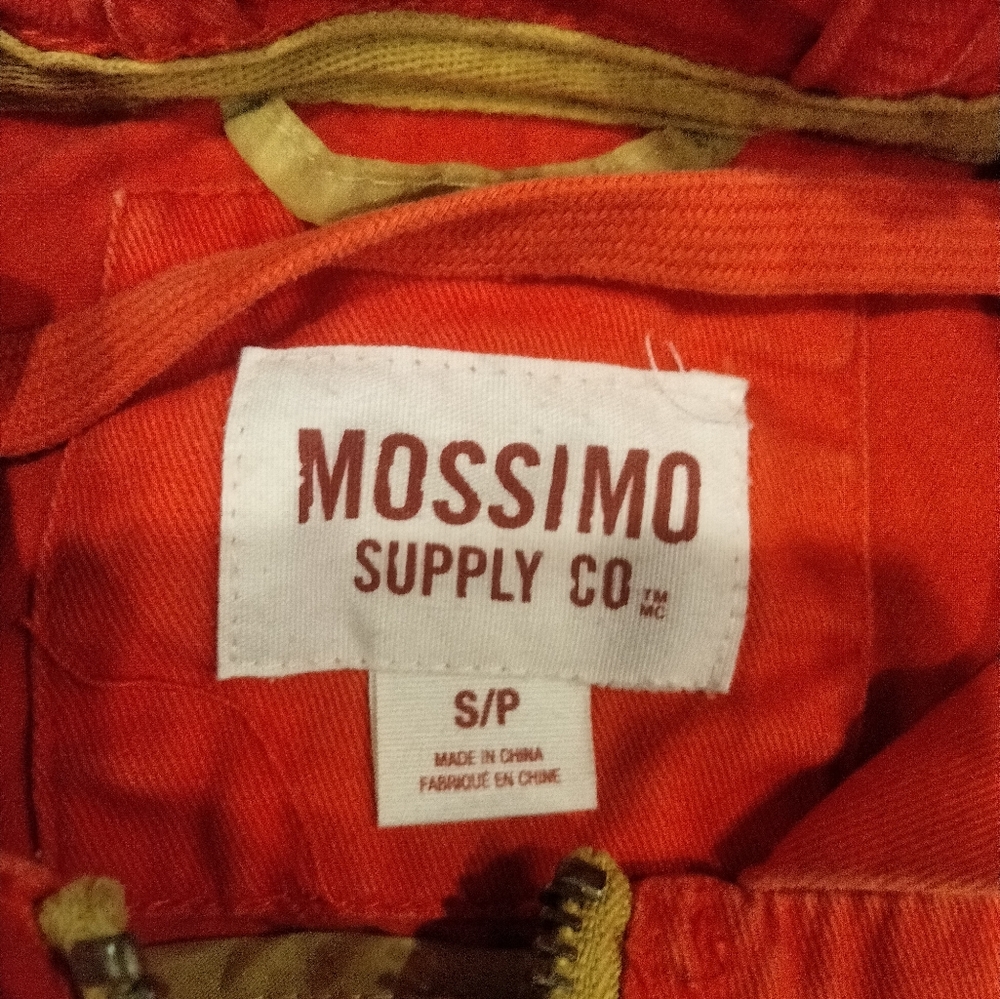 MOSSIMO
SUPPLY CO
TM
MC
S/P
MADE IN CHINA
FABRIQUÉ EN CHINE